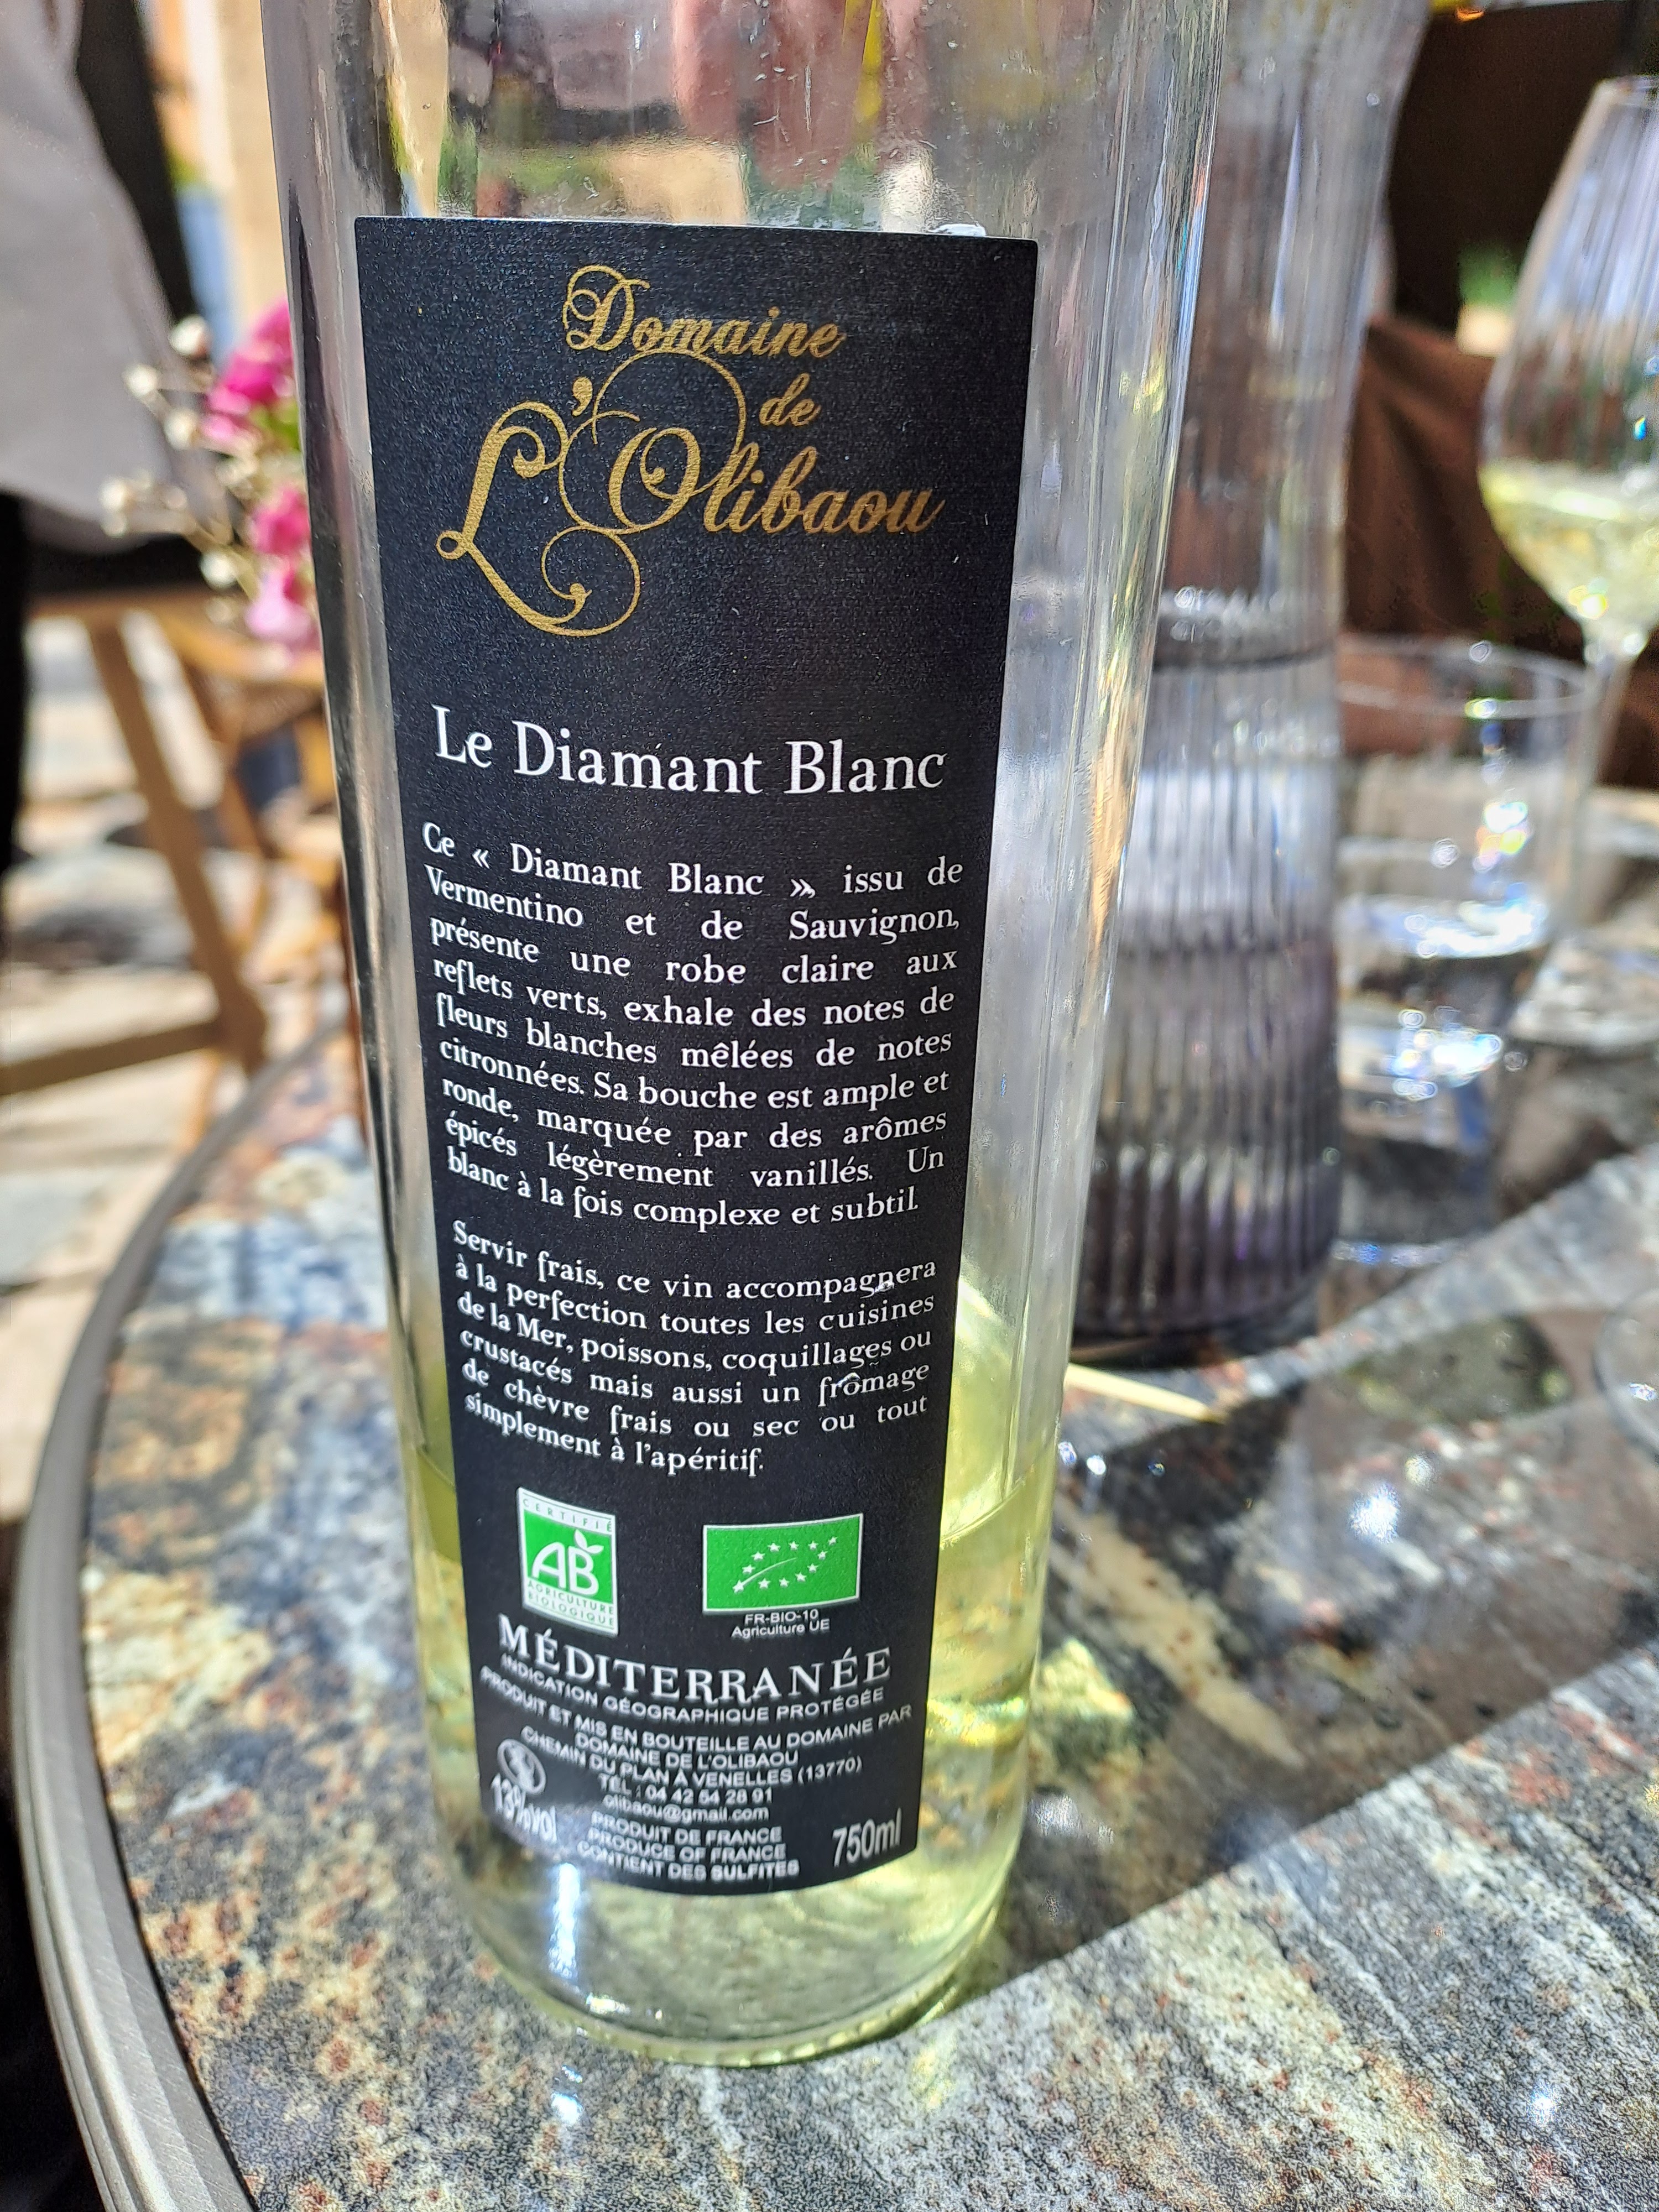 Domaine
de
L'Olibaou
Le Diamant Blanc
Ce « Diamant Blanc », issu de
Vermentino et de Sauvignon,
présente une robe claire aux
reflets verts, exhale des notes de
fleurs blanches mêlées de notes
citronnées. Sa bouche est ample et
ronde, marquée par des arômes
épicés légèrement vanillés. Un
blanc à la fois complexe et subtil.
Servir frais, ce vin accompagnera
à la perfection toutes les cuisines
de la Mer, poissons, coquillages ou
crustacés mais aussi un fromage
de chèvre frais ou sec ou tout
simplement à l'apéritif.
CERTIFIÉ
AB
AGRICULTURE
BIOLOGIQUE
FR-BIO-10
Agriculture UE
MÉDITERRANÉE
INDICATION GÉOGRAPHIQUE PROTÉGÉE
PRODUIT ET MIS EN BOUTEILLE AU DOMAINE PAR
DOMAINE DE L'OLIBAOU
CHEMIN DU PLAN À VENELLES (13770)
TÉL : 04 42 54 28 91
olibaou@gmail.com
13%vol
PRODUIT DE FRANCE
PRODUCE OF FRANCE
CONTIENT DES SULFITES
750ml